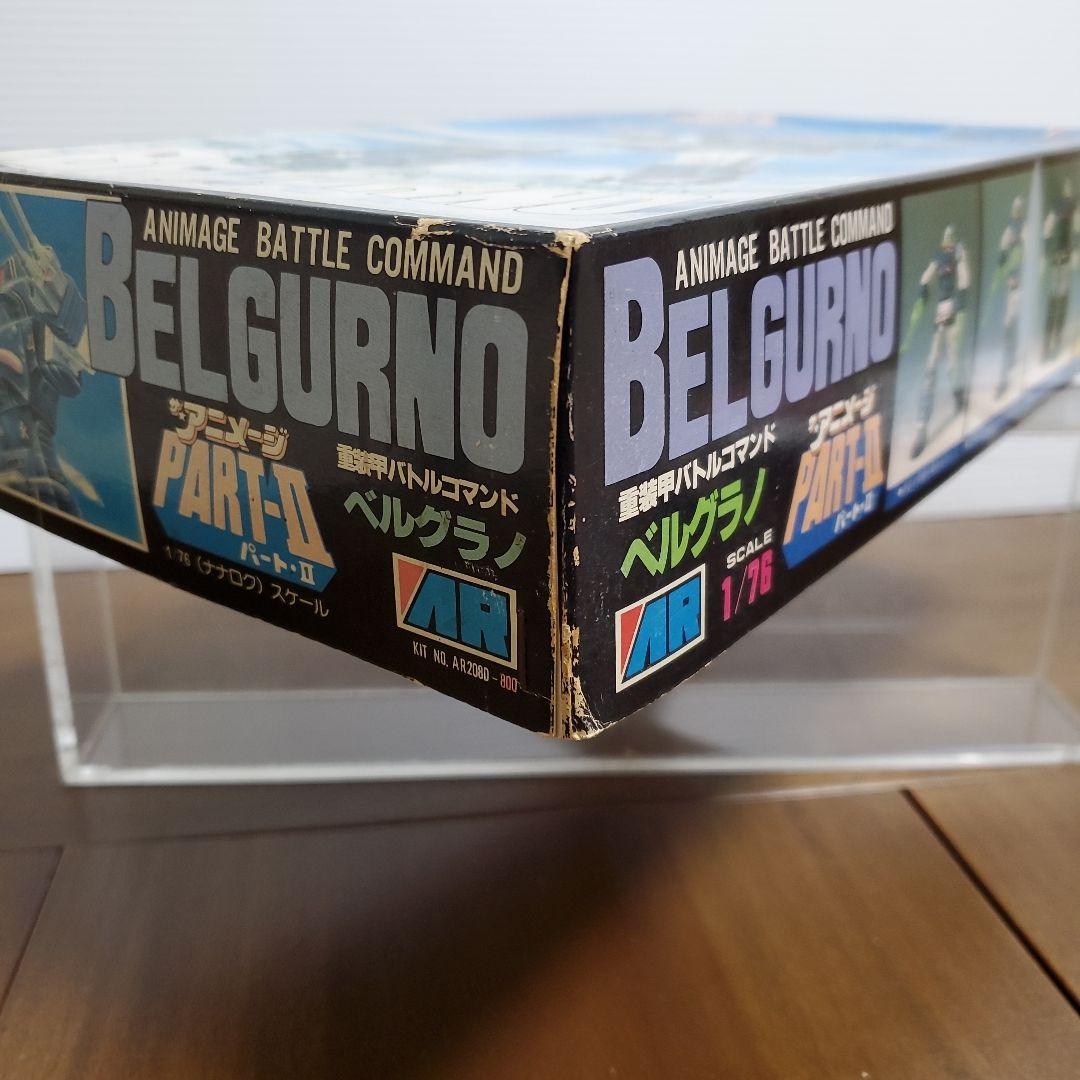 ANIMAGE BATTLE COMMAND
BELGURNO
ザ★アニメージ
PART-II
パート・II
1/76 (ナナロク) スケール
重装甲バトルコマンド
ベルグラノ
AR
KIT NO. AR208D-800
ANIMAGE BATTLE COMMAND
BELGURNO
重装甲バトルコマンド
ベルグラノ
AR
SCALE
1/76
ザ★アニメージ
PART-II
パート・II